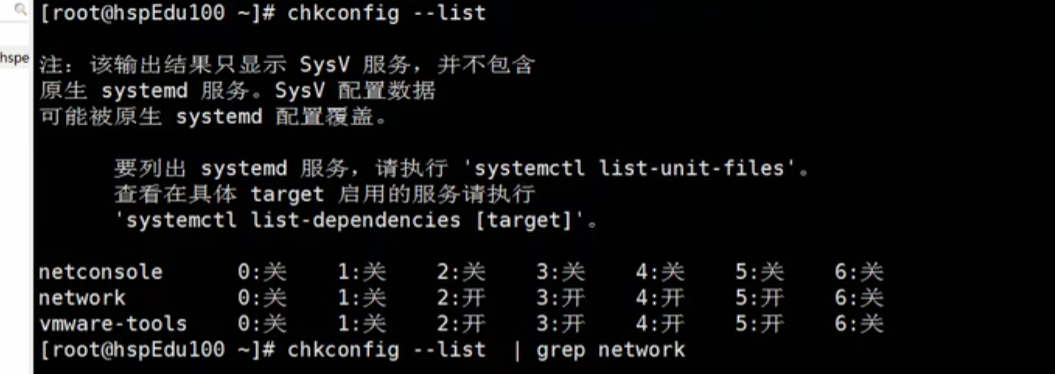 [root@hspEdu100 ~]# chkconfig --list
hspe
注：该输出结果只显示 SysV 服务，并不包含
原生 systemd 服务。SysV 配置数据
可能被原生 systemd 配置覆盖。
要列出 systemd 服务，请执行 'systemctl list-unit-files'。
查看在具体 target 启用的服务请执行
'systemctl list-dependencies [target]'。
netconsole 0:关 1:关 2:关 3:关 4:关 5:关 6:关
network 0:关 1:关 2:开 3:开 4:开 5:开 6:关
vmware-tools 0:关 1:关 2:开 3:开 4:开 5:开 6:关
[root@hspEdu100 ~]# chkconfig --list  | grep network